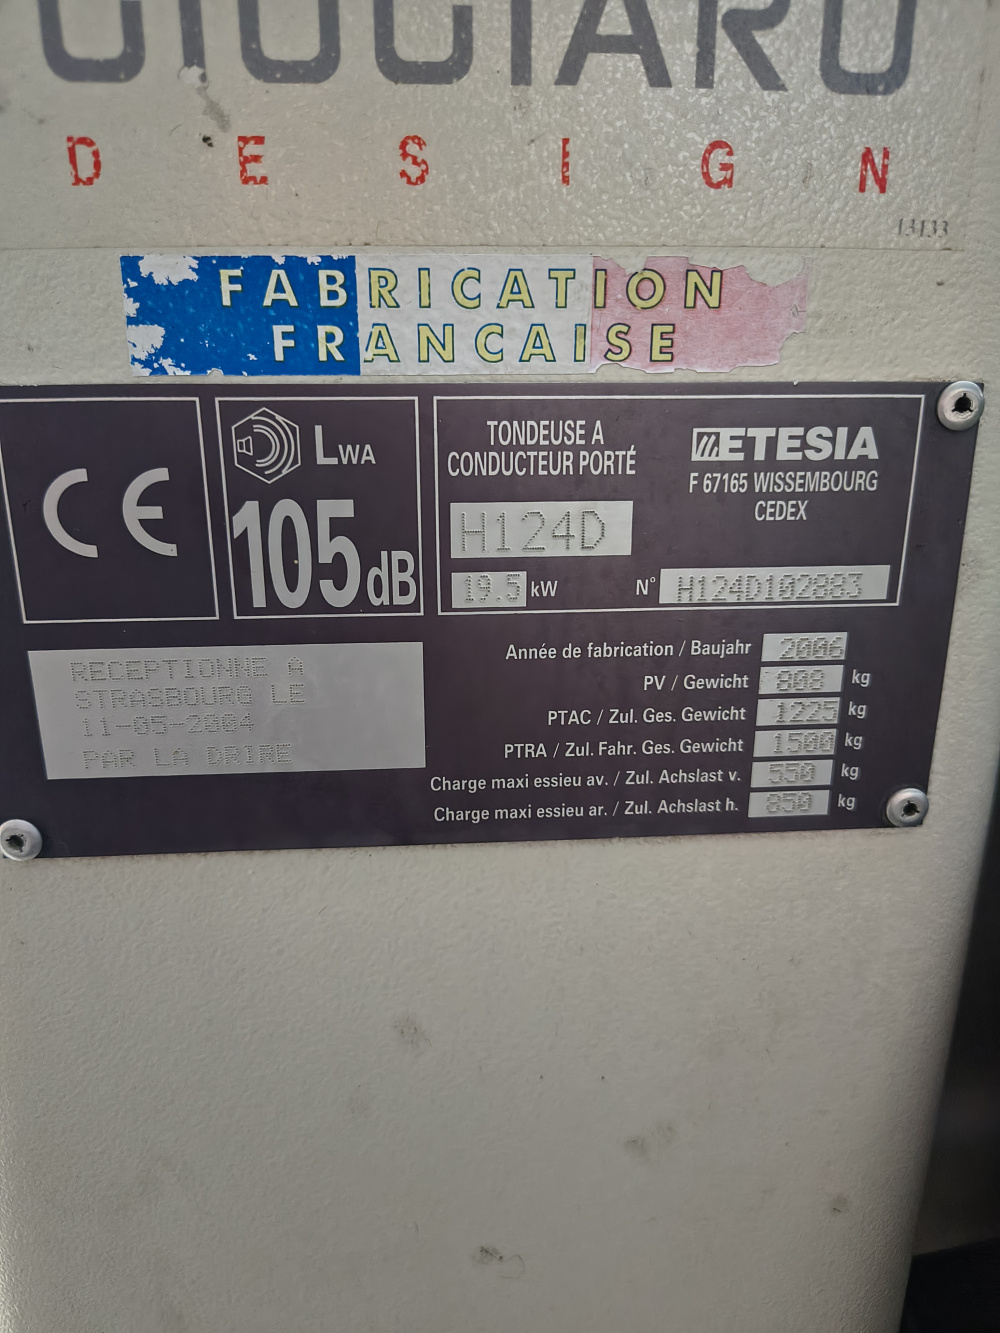 GIUGIARO
DESIGN
13133
FABRICATION
FRANCAISE
CE
LWA
105 dB
TONDEUSE A
CONDUCTEUR PORTÉ
H124D
19.5 kW
ETESIA
F 67165 WISSEMBOURG
CEDEX
N° H124D102883
RECEPTIONNE A
STRASBOURG LE
11-05-2004
PAR LA DRIRE
Année de fabrication / Baujahr 2006
PV / Gewicht 808 kg
PTAC / Zul. Ges. Gewicht 1225 kg
PTRA / Zul. Fahr. Ges. Gewicht 1500 kg
Charge maxi essieu av. / Zul. Achslast v. 550 kg
Charge maxi essieu ar. / Zul. Achslast h. 850 kg